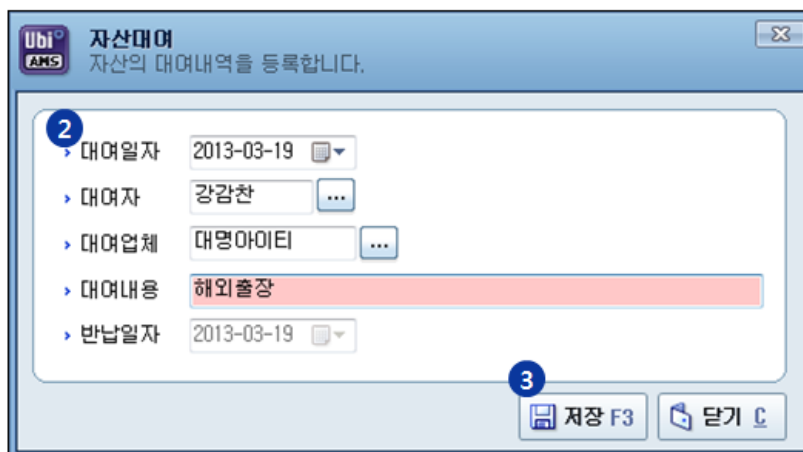 Ubi
AMS
자산대여
자산의 대여내역을 등록합니다.
2
대여일자 2013-03-19
대여자 강감찬 ...
대여업체 대명아이티 ...
대여내용 해외출장
반납일자 2013-03-19
3
저장 F3 닫기 C